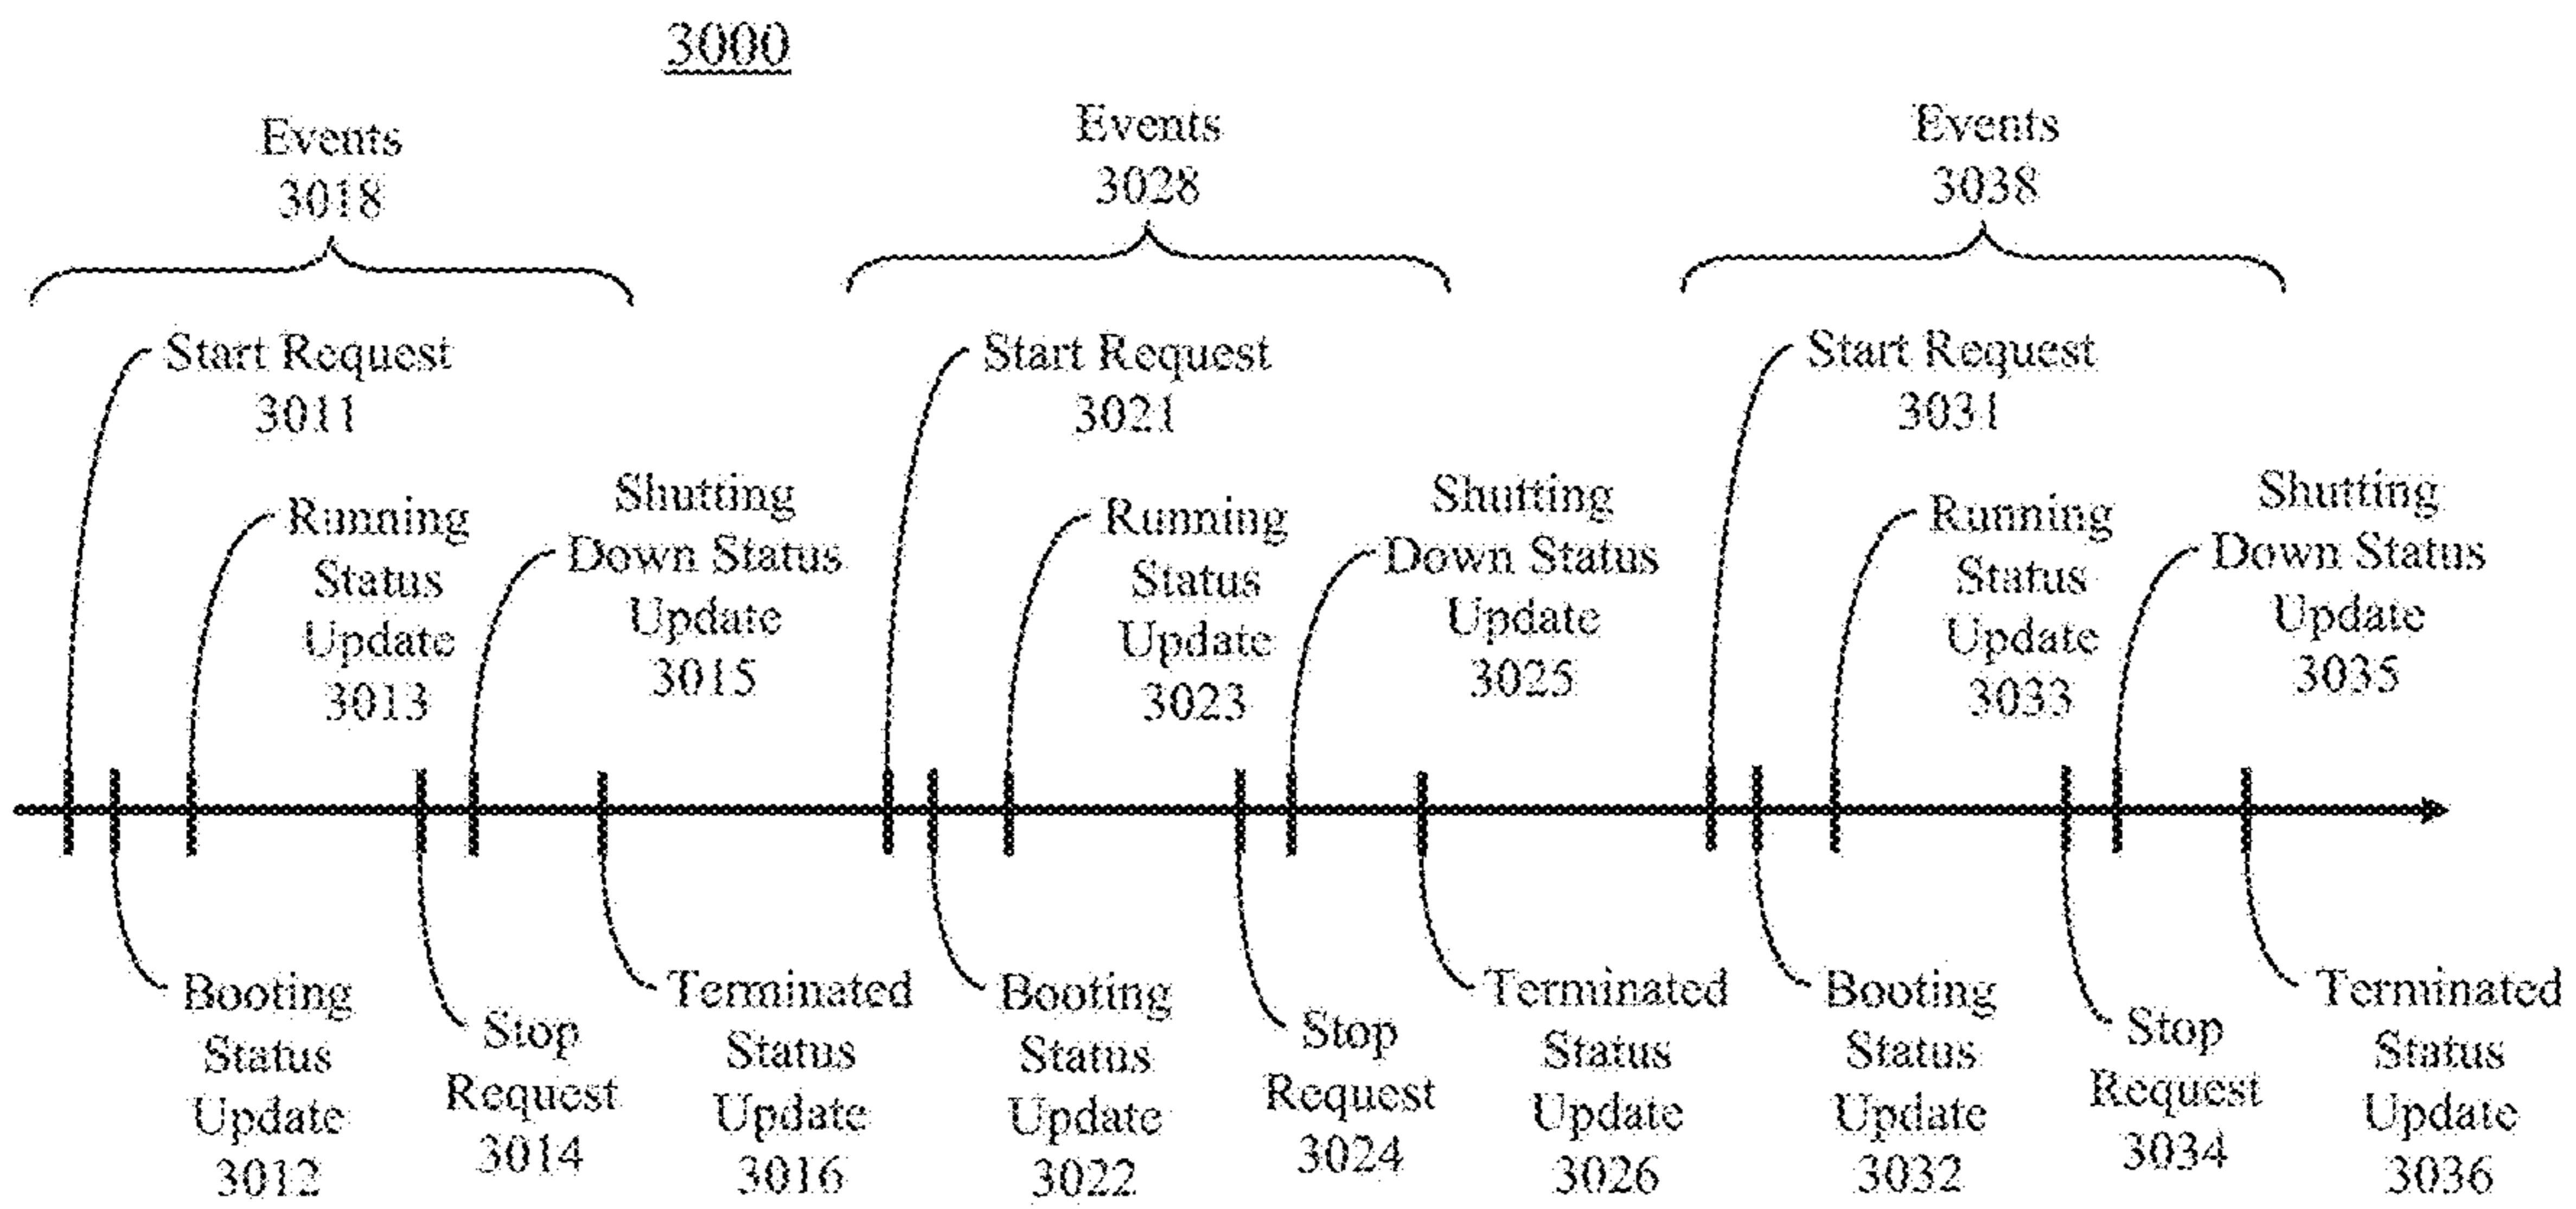 3000
Events
3018
Events
3028
Events
3038
Start Request
3011
Start Request
3021
Start Request
3031
Running
Status
Update
3013
Shutting
Down Status
Update
3015
Running
Status
Update
3023
Shutting
Down Status
Update
3025
Running
Status
Update
3033
Shutting
Down Status
Update
3035
Booting
Status
Update
3012
Stop
Request
3014
Terminated
Status
Update
3016
Booting
Status
Update
3022
Stop
Request
3024
Terminated
Status
Update
3026
Booting
Status
Update
3032
Stop
Request
3034
Terminated
Status
Update
3036